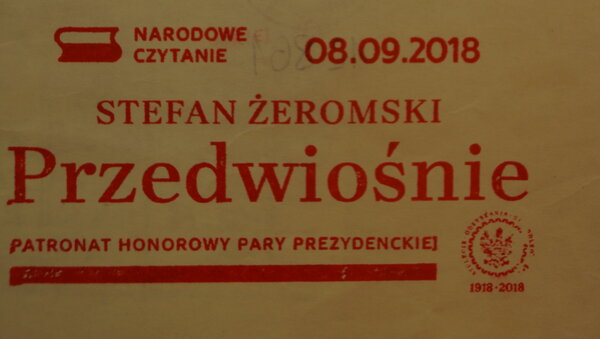 NARODOWE
CZYTANIE
08.09.2018
STEFAN ŻEROMSKI
Przedwiośnie
PATRONAT HONOROWY PARY PREZYDENCKIEJ
1918-2018